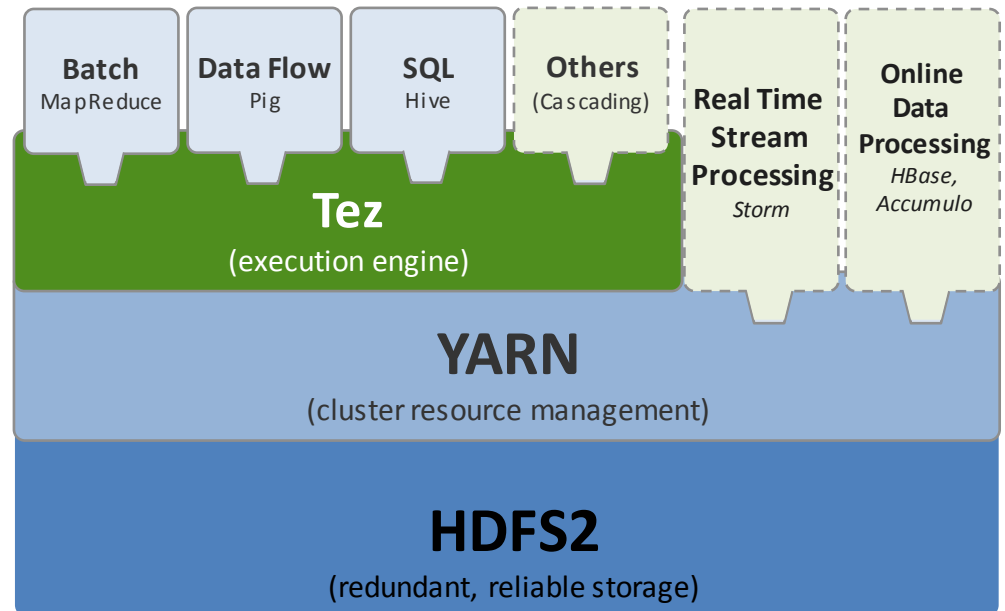 Batch
MapReduce
Data Flow
Pig
SQL
Hive
Others
(Cascading)
Real Time
Stream
Processing
Storm
Online
Data
Processing
HBase,
Accumulo
Tez
(execution engine)
YARN
(cluster resource management)
HDFS2
(redundant, reliable storage)